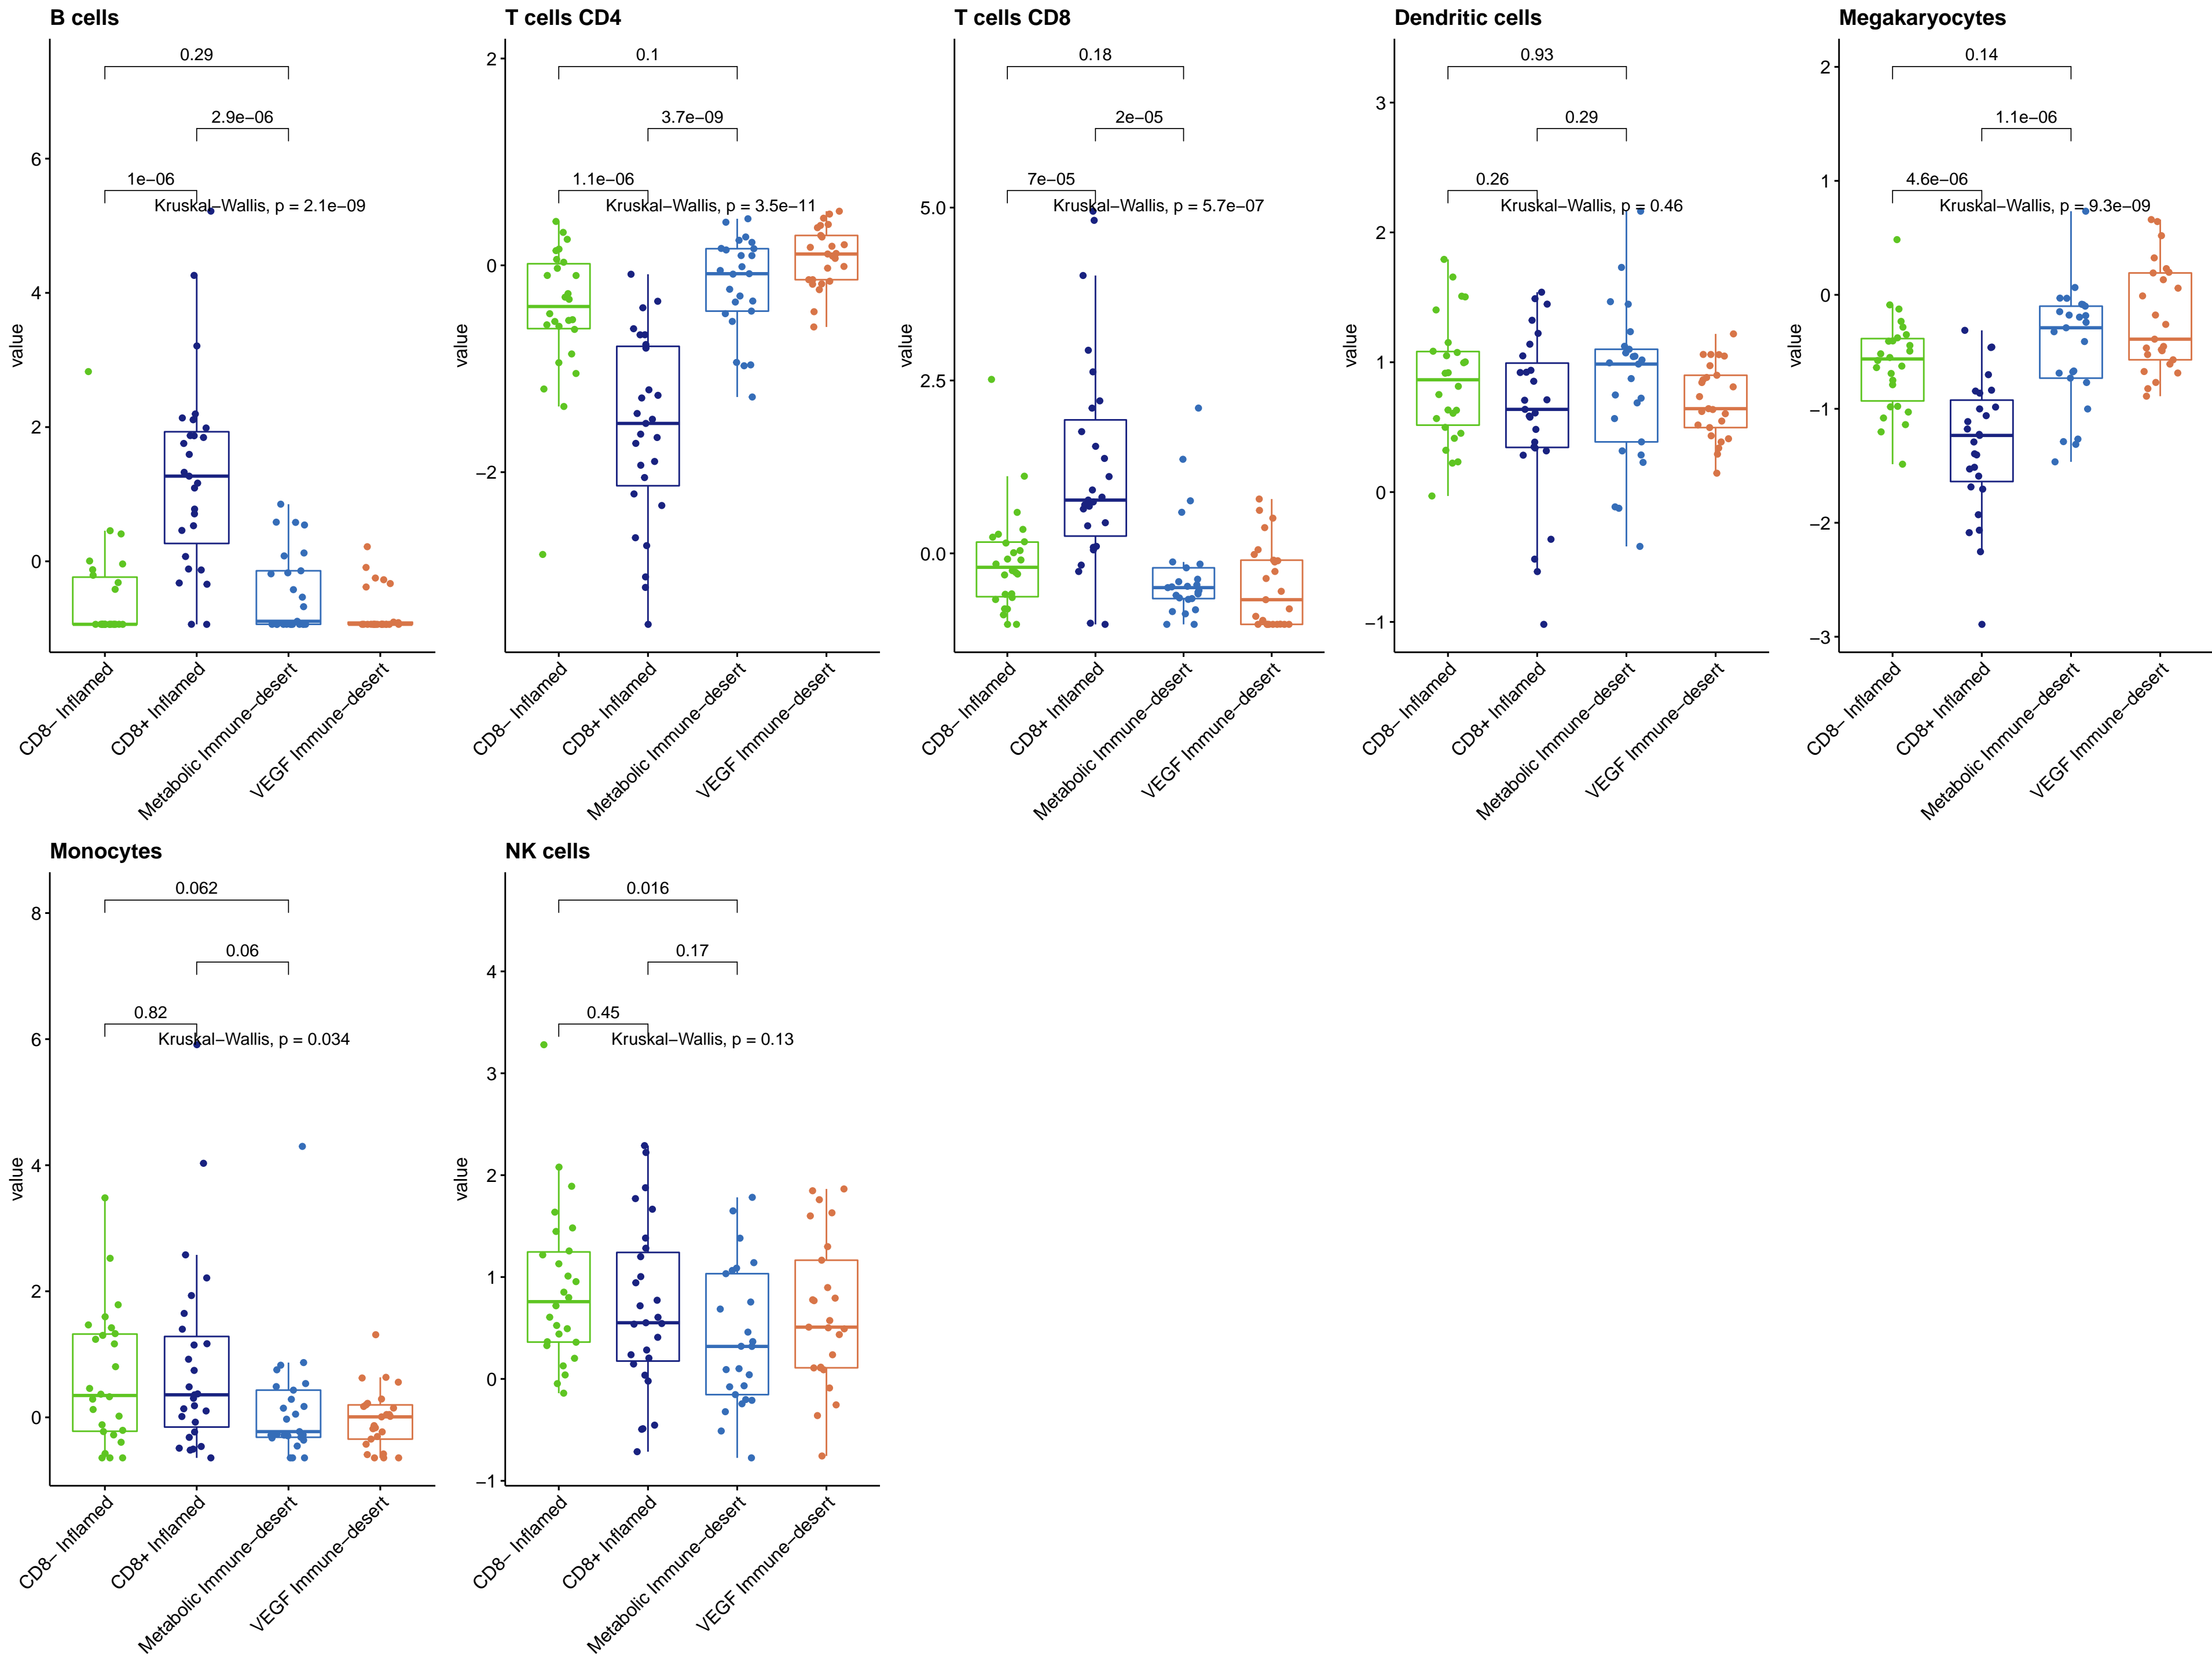 B cells
T cells CD4
T cells CD8
Dendritic cells
Megakaryocytes
0.29
2.9e−06
1e−06
Kruskal−Wallis, p = 2.1e−09
6
4
2
0
value
CD8− Inflamed
CD8+ Inflamed
Metabolic Immune−desert
VEGF Immune−desert
0.1
3.7e−09
1.1e−06
Kruskal−Wallis, p = 3.5e−11
2
0
−2
value
CD8− Inflamed
CD8+ Inflamed
Metabolic Immune−desert
VEGF Immune−desert
0.18
2e−05
7e−05
Kruskal−Wallis, p = 5.7e−07
5.0
2.5
0.0
value
CD8− Inflamed
CD8+ Inflamed
Metabolic Immune−desert
VEGF Immune−desert
0.93
0.29
0.26
Kruskal−Wallis, p = 0.46
3
2
1
0
−1
value
CD8− Inflamed
CD8+ Inflamed
Metabolic Immune−desert
VEGF Immune−desert
0.14
1.1e−06
4.6e−06
Kruskal−Wallis, p = 9.3e−09
2
1
0
−1
−2
−3
value
CD8− Inflamed
CD8+ Inflamed
Metabolic Immune−desert
VEGF Immune−desert
Monocytes
NK cells
0.062
0.06
0.82
Kruskal−Wallis, p = 0.034
8
6
4
2
0
value
CD8− Inflamed
CD8+ Inflamed
Metabolic Immune−desert
VEGF Immune−desert
0.016
0.17
0.45
Kruskal−Wallis, p = 0.13
4
3
2
1
0
−1
value
CD8− Inflamed
CD8+ Inflamed
Metabolic Immune−desert
VEGF Immune−desert